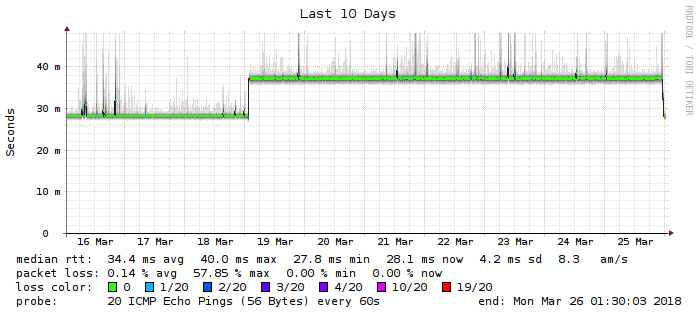 Last 10 Days
RRDTOOL / TOBI OETIKER
Seconds
40 m
30 m
20 m
10 m
0
16 Mar 17 Mar 18 Mar 19 Mar 20 Mar 21 Mar 22 Mar 23 Mar 24 Mar 25 Mar
median rtt: 34.4 ms avg 40.0 ms max 27.8 ms min 28.1 ms now 4.2 ms sd 8.3 am/s
packet loss: 0.14 % avg 57.85 % max 0.00 % min 0.00 % now
loss color: 0 1/20 2/20 3/20 4/20 10/20 19/20
probe: 20 ICMP Echo Pings (56 Bytes) every 60s end: Mon Mar 26 01:30:03 2018